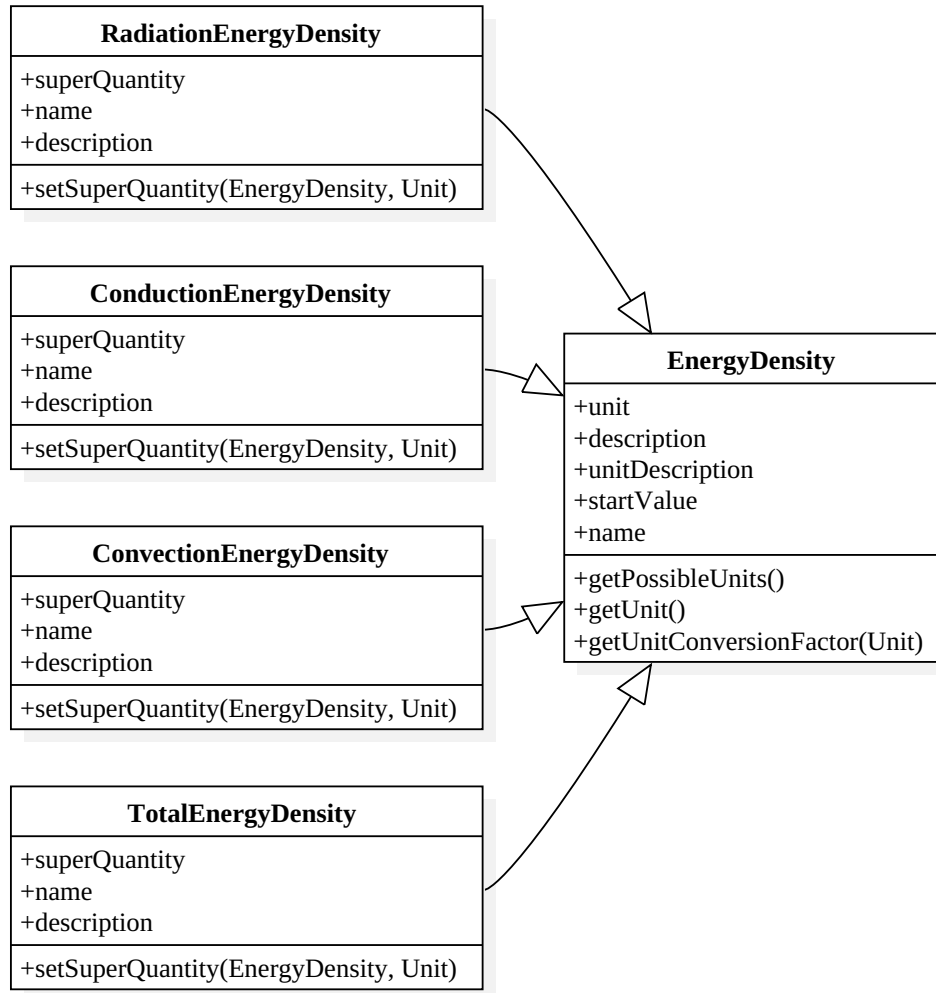 RadiationEnergyDensity
+superQuantity
+name
+description
+setSuperQuantity(EnergyDensity, Unit)
ConductionEnergyDensity
+superQuantity
+name
+description
+setSuperQuantity(EnergyDensity, Unit)
ConvectionEnergyDensity
+superQuantity
+name
+description
+setSuperQuantity(EnergyDensity, Unit)
TotalEnergyDensity
+superQuantity
+name
+description
+setSuperQuantity(EnergyDensity, Unit)
EnergyDensity
+unit
+description
+unitDescription
+startValue
+name
+getPossibleUnits()
+getUnit()
+getUnitConversionFactor(Unit)